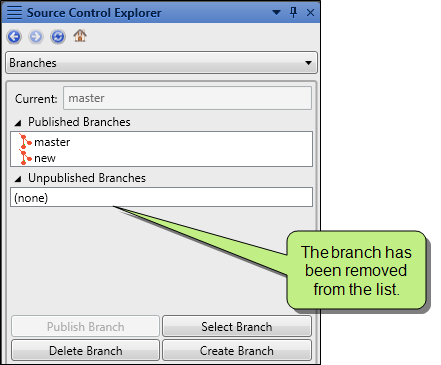 Source Control Explorer
Branches
Current: master
Published Branches
master
new
Unpublished Branches
(none)
The branch has
been removed
from the list.
Publish Branch Select Branch
Delete Branch Create Branch